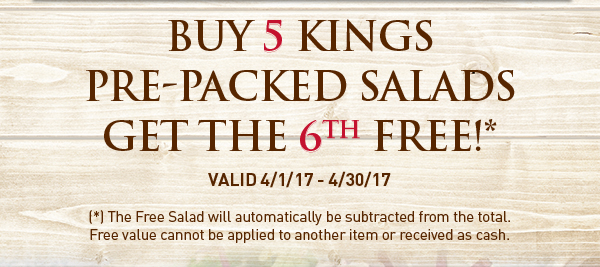 BUY 5 KINGS
PRE-PACKED SALADS
GET THE 6TH FREE!*
VALID 4/1/17 - 4/30/17
(*) The Free Salad will automatically be subtracted from the total.
Free value cannot be applied to another item or received as cash.